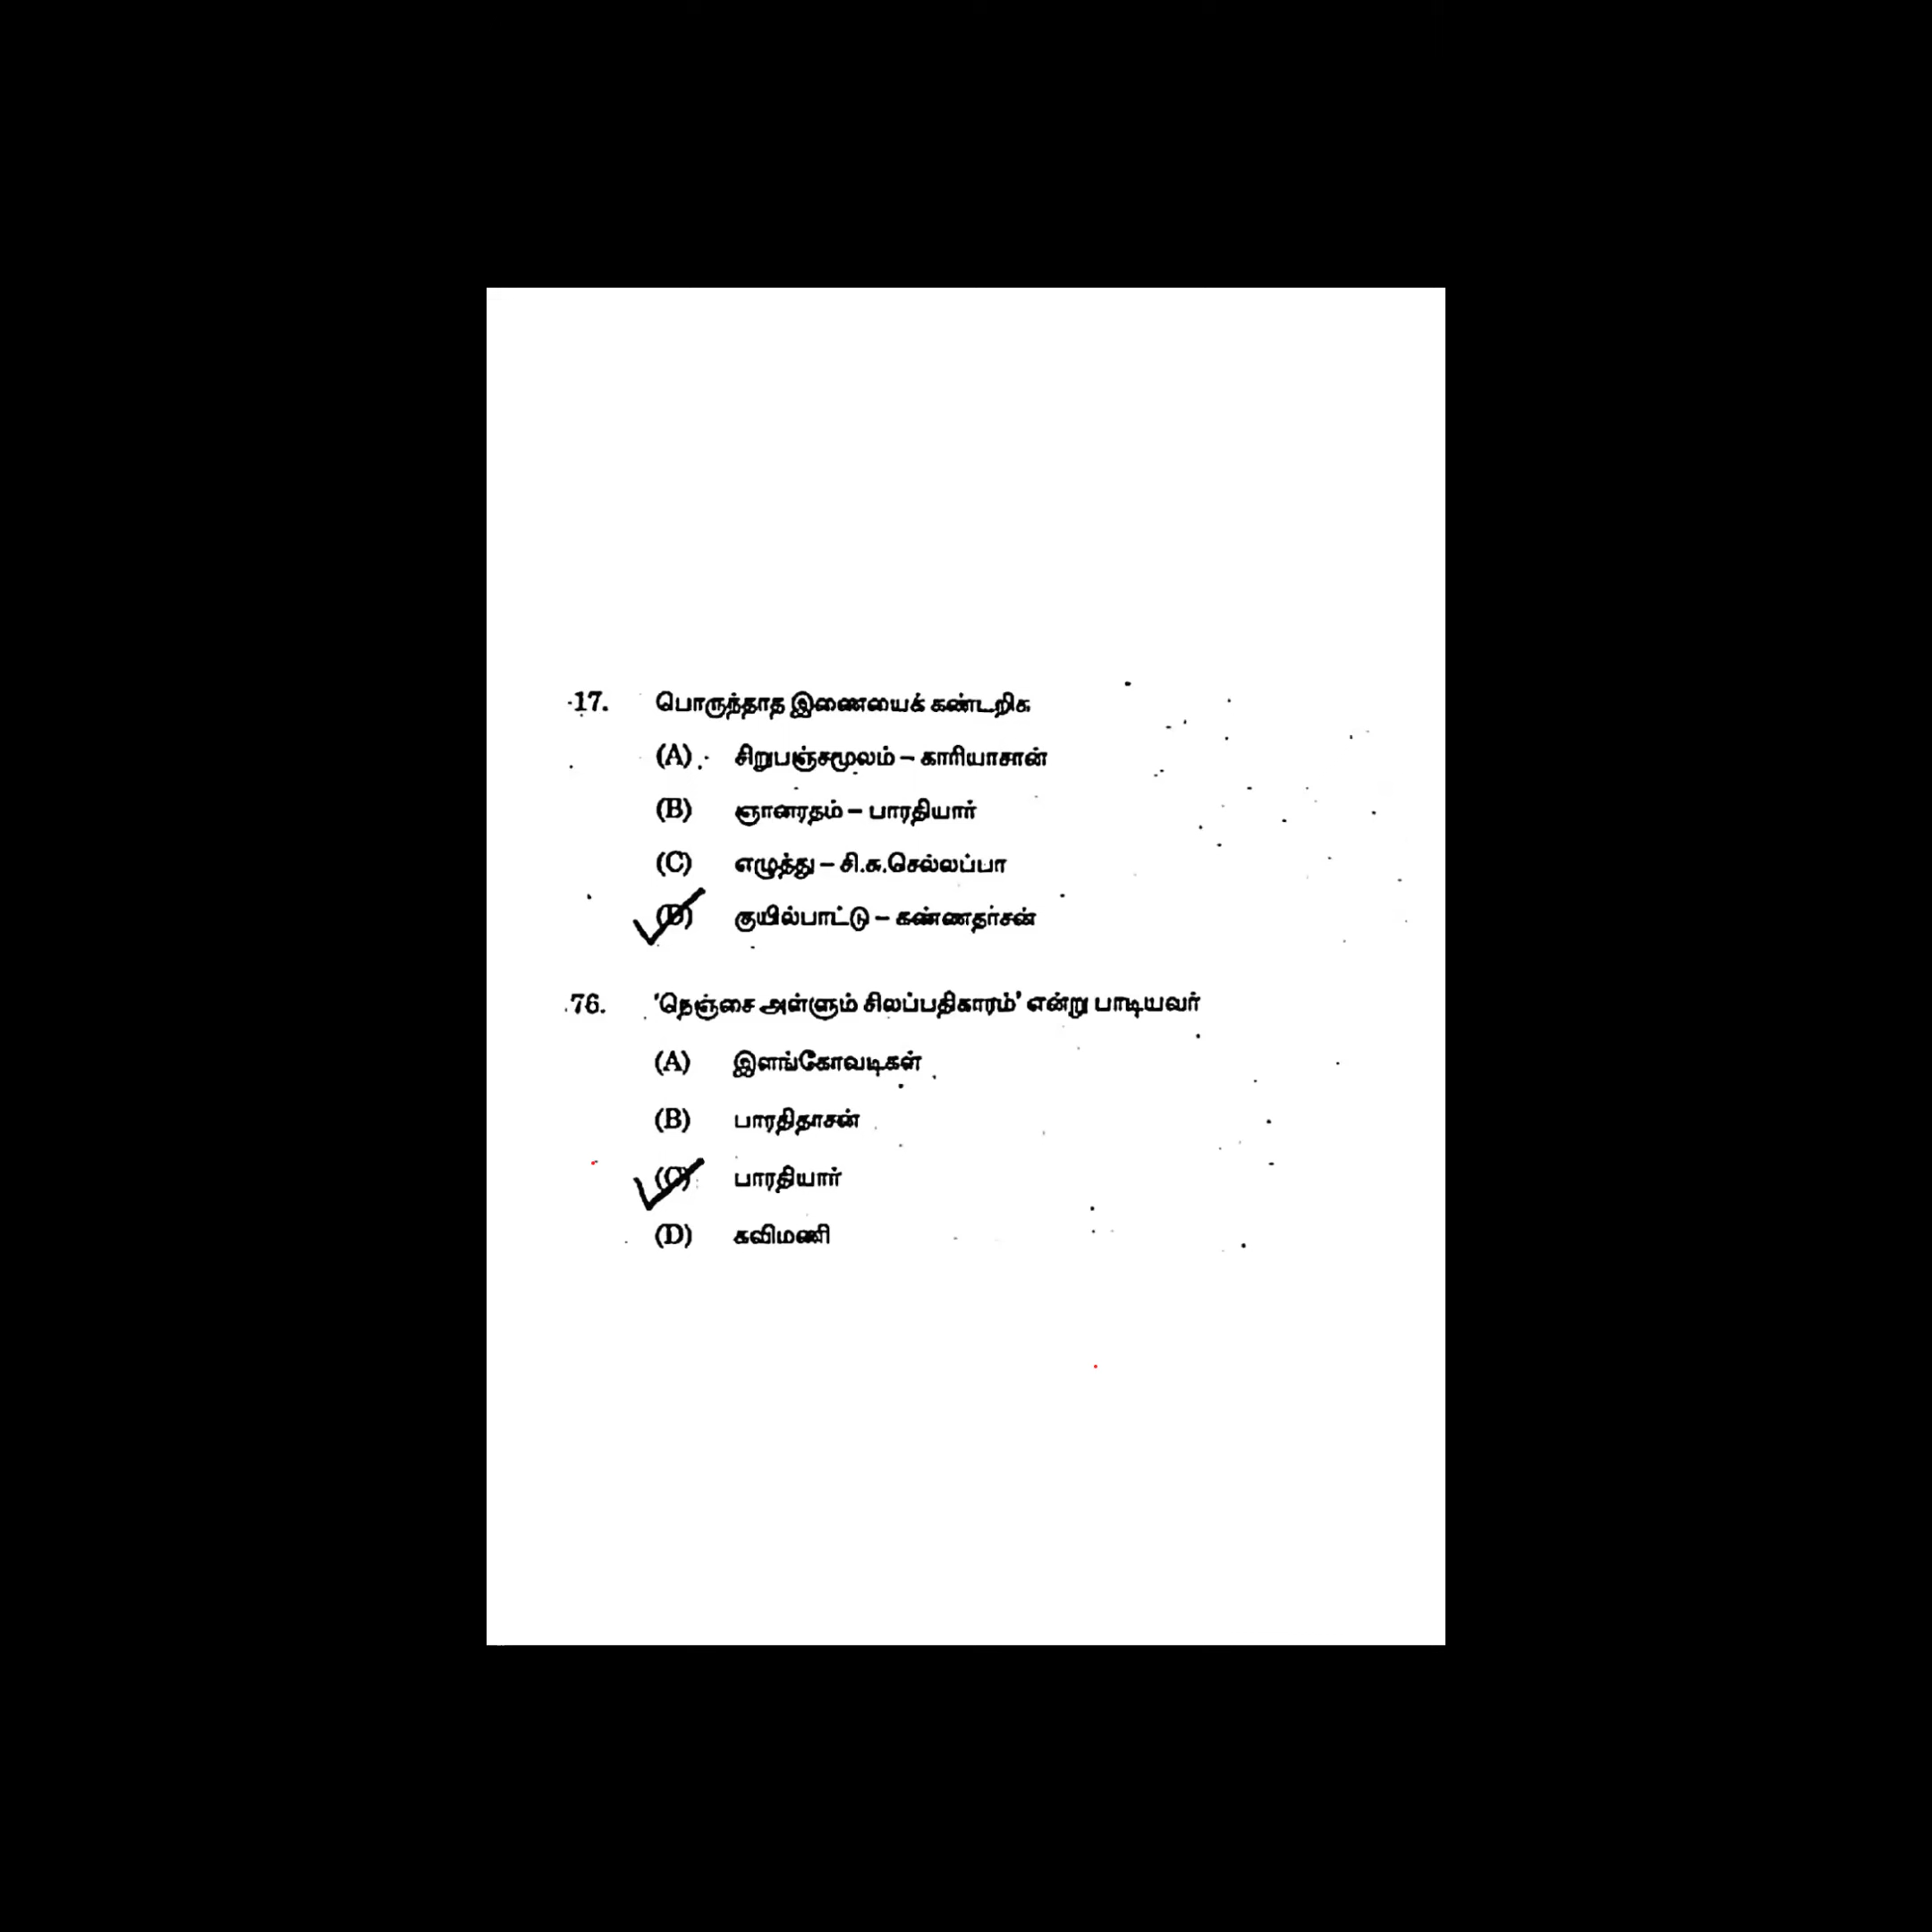 17. பொருந்தாத இணையைக் கண்டறிக
(A) சிறுபஞ்சமூலம் – காரியாசான்
(B) ஞானரதம் – பாரதியார்
(C) எழுத்து – சி.சு.செல்லப்பா
(D) குயில்பாட்டு – கண்ணதாசன்
76. 'நெஞ்சை அள்ளும் சிலப்பதிகாரம்' என்று பாடியவர்
(A) இளங்கோவடிகள்
(B) பாரதிதாசன்
(C) பாரதியார்
(D) கவிமணி